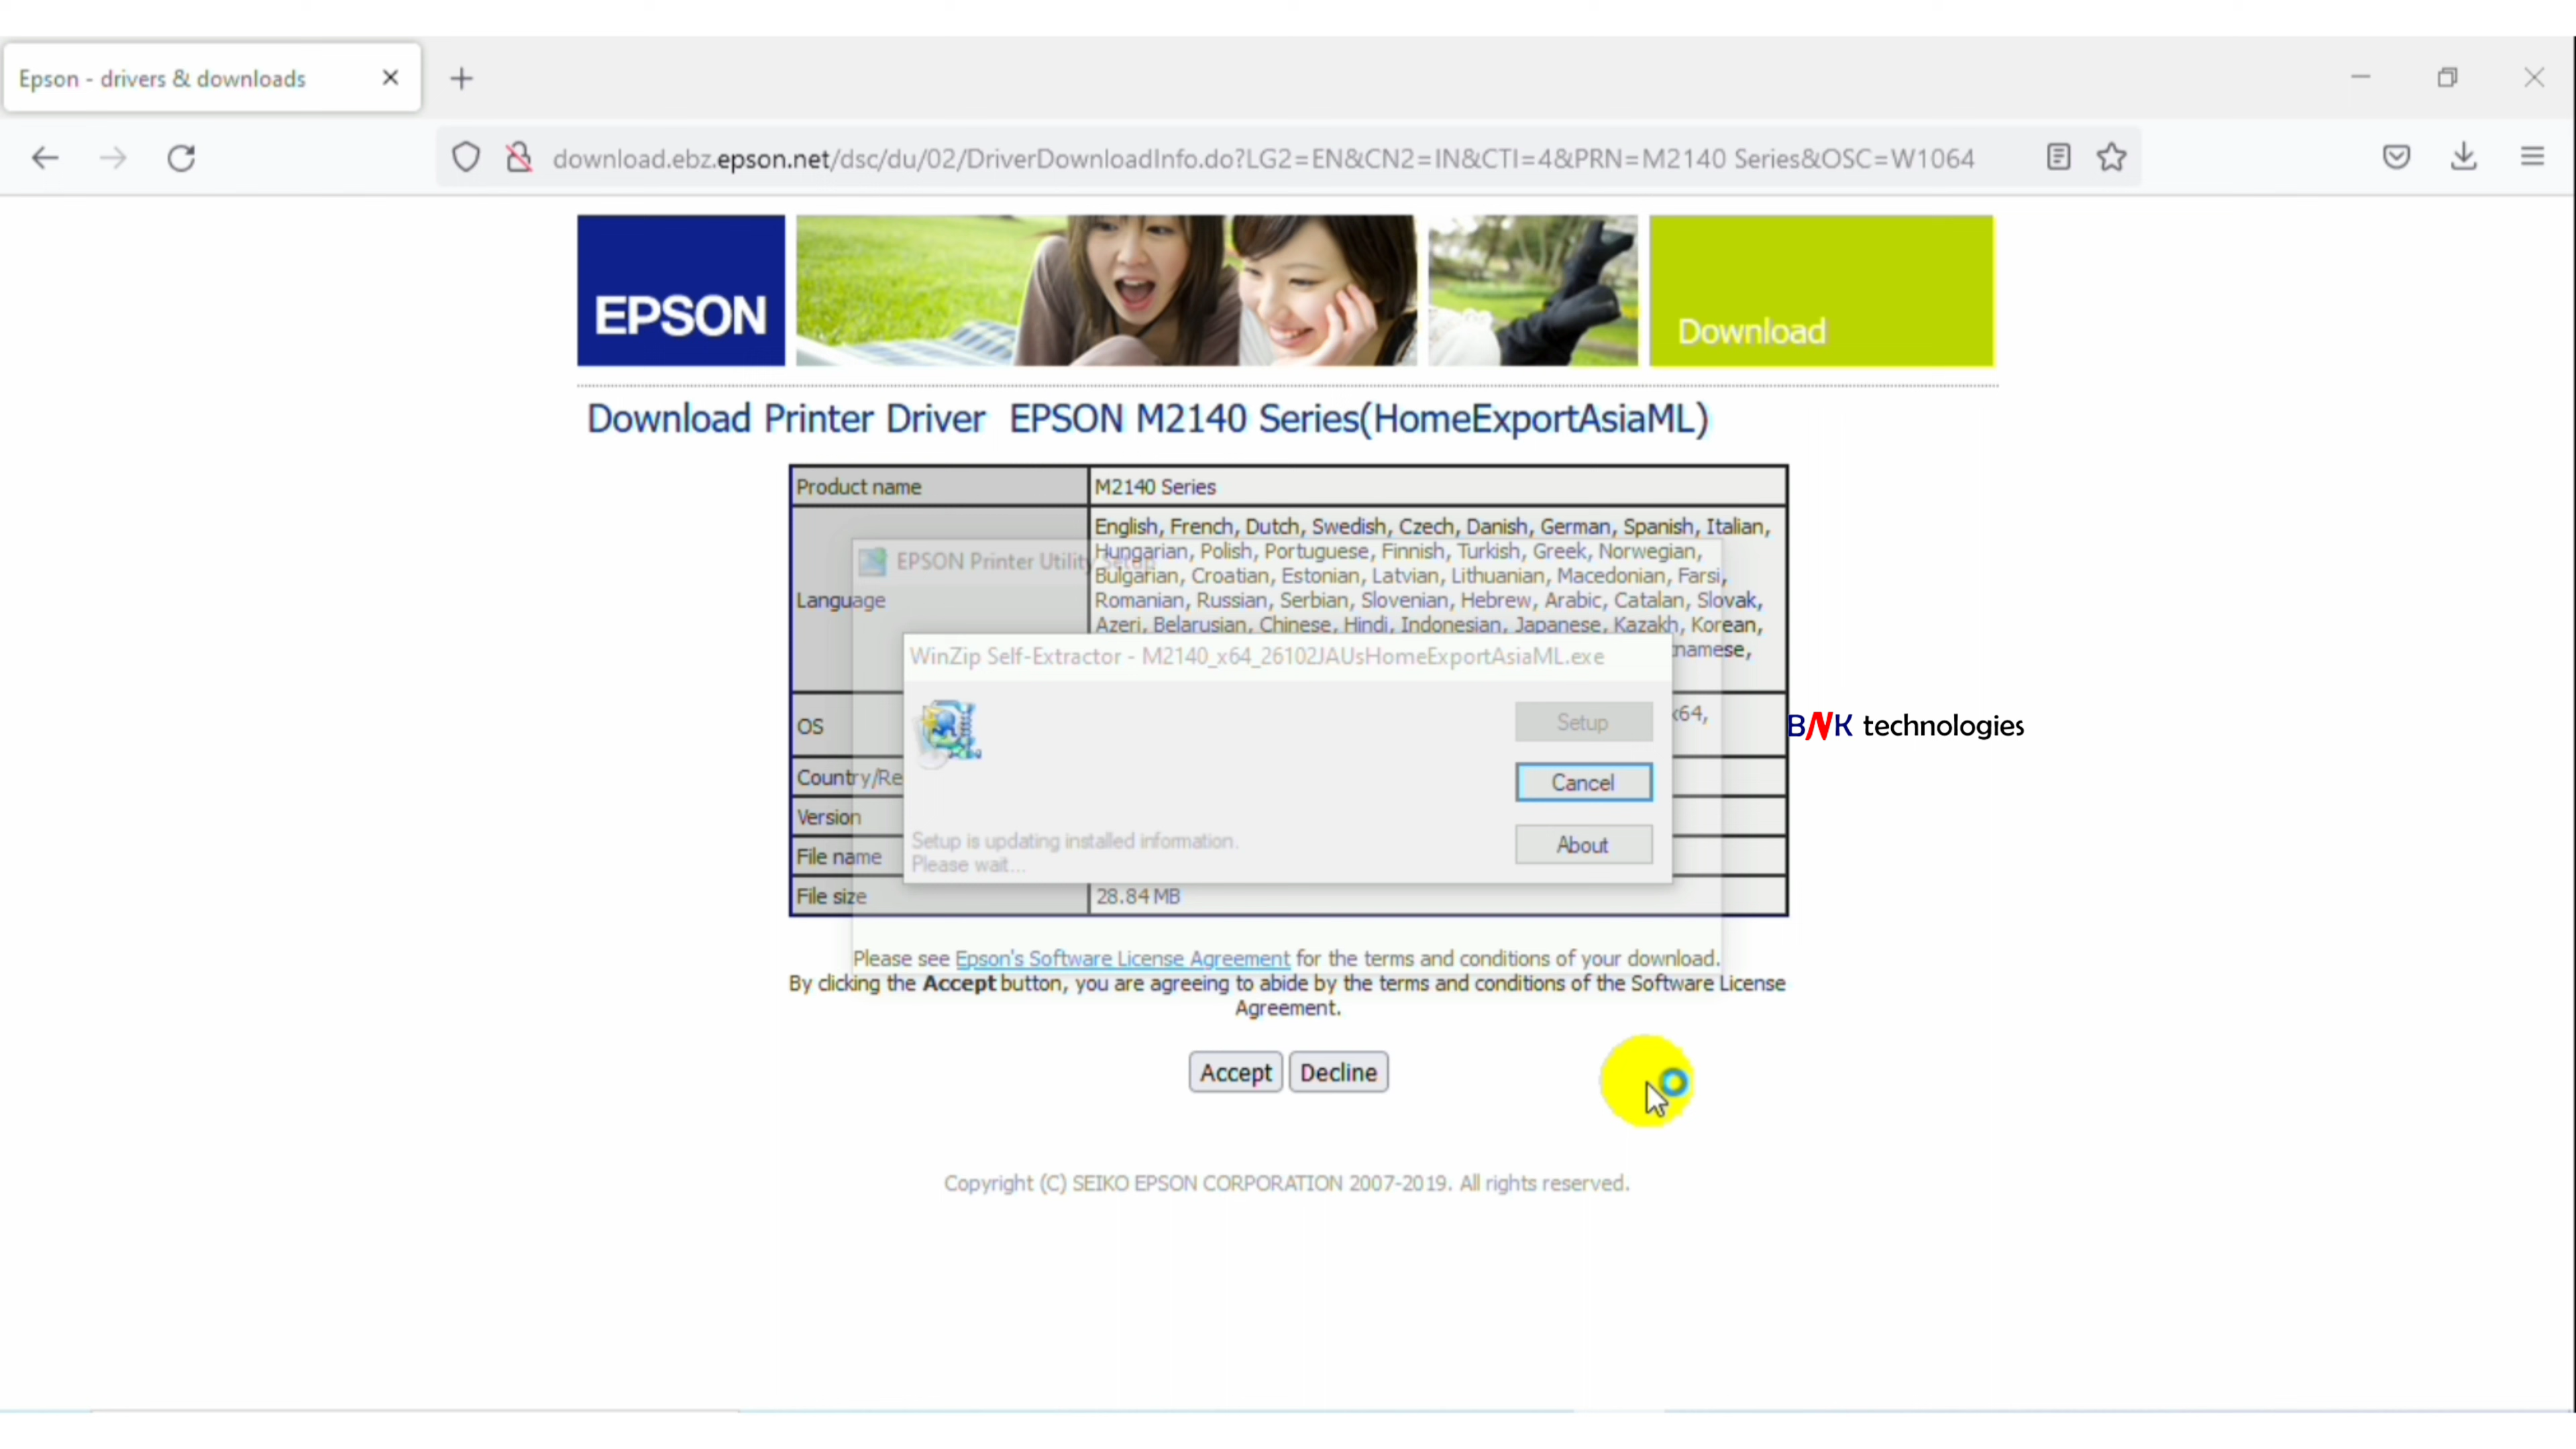 Epson - drivers & downloads
download.ebz.epson.net/dsc/du/02/DriverDownloadInfo.do?LG2=EN&CN2=IN&CTI=4&PRN=M2140 Series&OSC=W1064
EPSON
Download
Download Printer Driver EPSON M2140 Series(HomeExportAsiaML)
Product name
M2140 Series
Language
English, French, Dutch, Swedish, Czech, Danish, German, Spanish, Italian,
Hungarian, Polish, Portuguese, Finnish, Turkish, Greek, Norwegian,
Bulgarian, Croatian, Estonian, Latvian, Lithuanian, Macedonian, Farsi,
Romanian, Russian, Serbian, Slovenian, Hebrew, Arabic, Catalan, Slovak,
Azeri, Belarusian, Chinese, Hindi, Indonesian, Japanese, Kazakh, Korean,
namese,
EPSON Printer Utility Setup
WinZip Self-Extractor - M2140_x64_26102JAUsHomeExportAsiaML.exe
Setup
Cancel
About
Setup is updating installed information.
Please wait...
OS
x64,
BNK technologies
Country/Re
Version
File name
File size
28.84 MB
Please see Epson's Software License Agreement for the terms and conditions of your download.
By clicking the Accept button, you are agreeing to abide by the terms and conditions of the Software License
Agreement.
Accept
Decline
Copyright (C) SEIKO EPSON CORPORATION 2007-2019. All rights reserved.